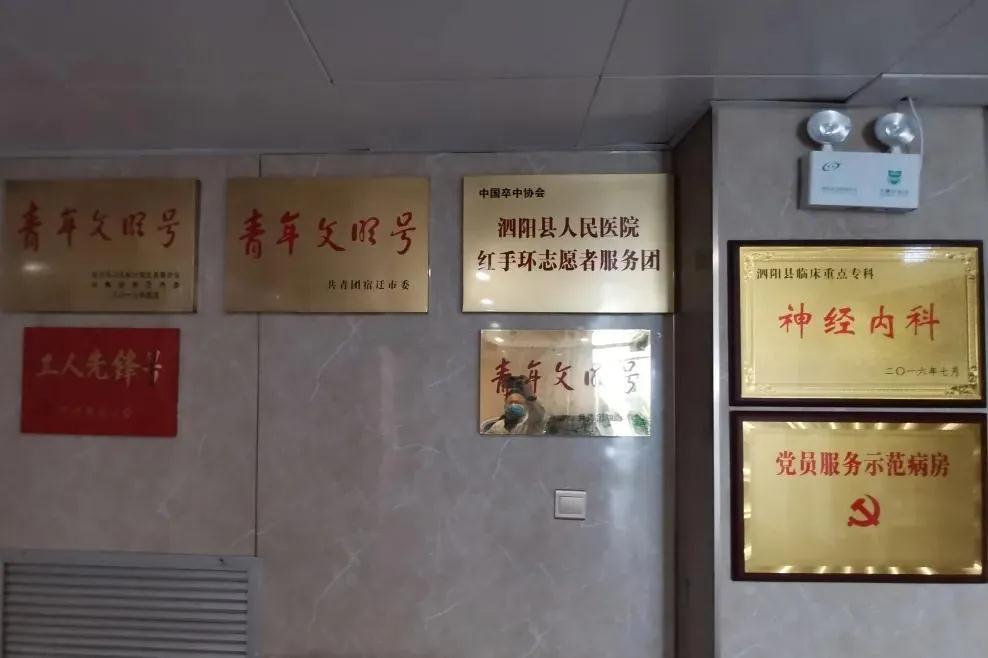 青年文明号
青年文明号
共青团宿迁市委
中国卒中协会
泗阳县人民医院
红手环志愿者服务团
工人先锋号
青年文明号
泗阳县临床重点专科
神经内科
二〇一六年七月
党员服务示范病房